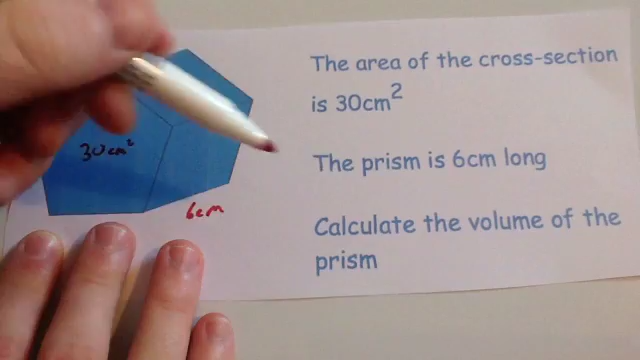 The area of the cross-section
is 30cm²
30cm²
The prism is 6cm long
6cm
Calculate the volume of the
prism